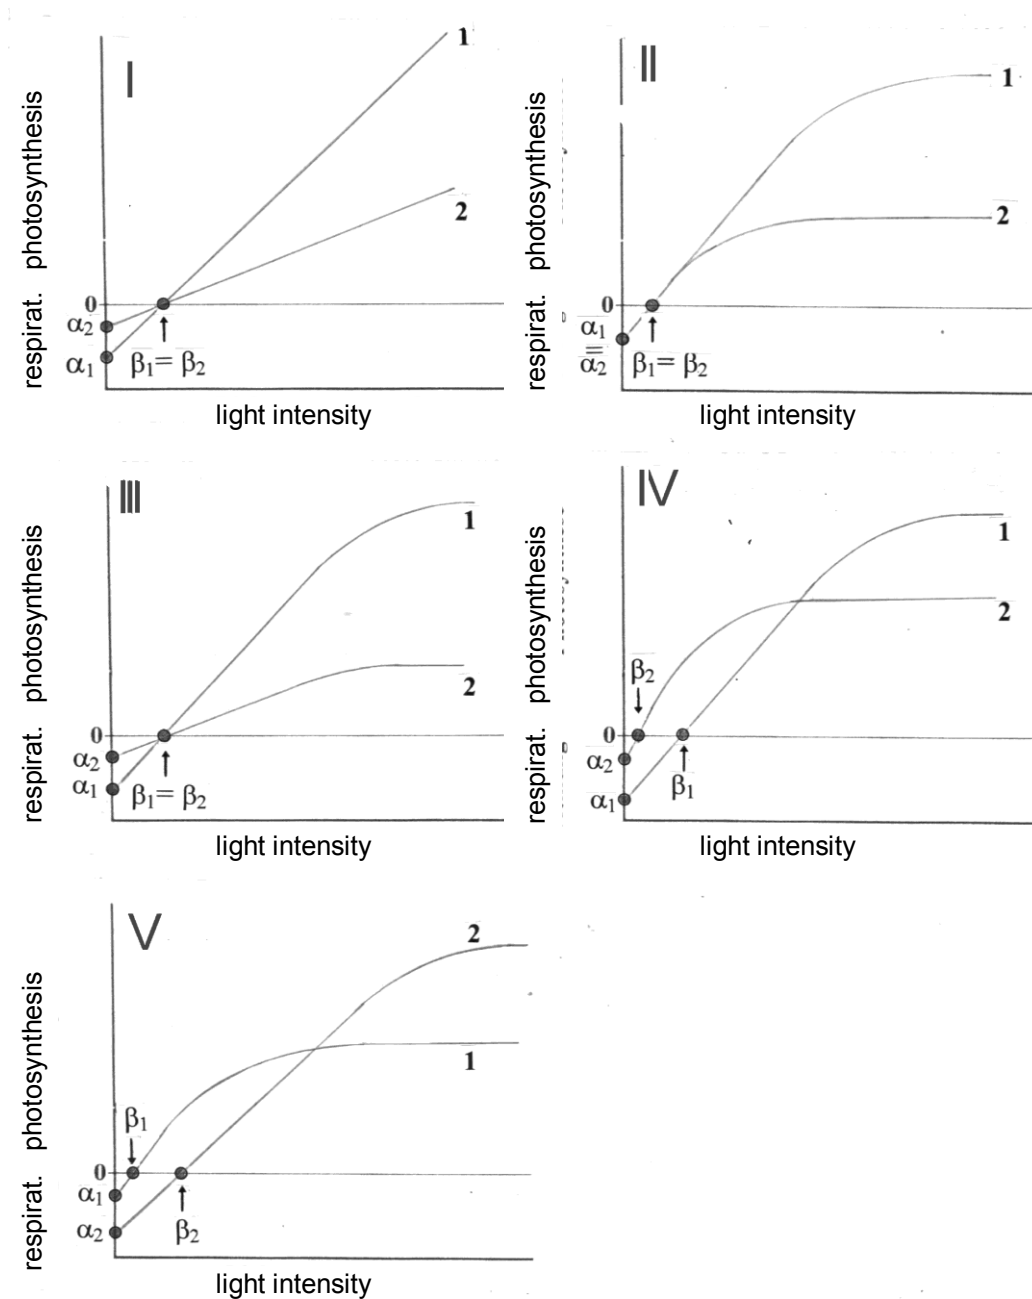 I
photosynthesis
respirat.
1
2
0
α2
α1
β1= β2
light intensity
II
photosynthesis
respirat.
1
2
0
α1
=
α2
β1= β2
light intensity
III
photosynthesis
respirat.
1
2
0
α2
α1
β1= β2
light intensity
IV
photosynthesis
respirat.
1
2
β2
0
α2
α1
β1
light intensity
V
photosynthesis
respirat.
2
1
β1
0
α1
α2
β2
light intensity